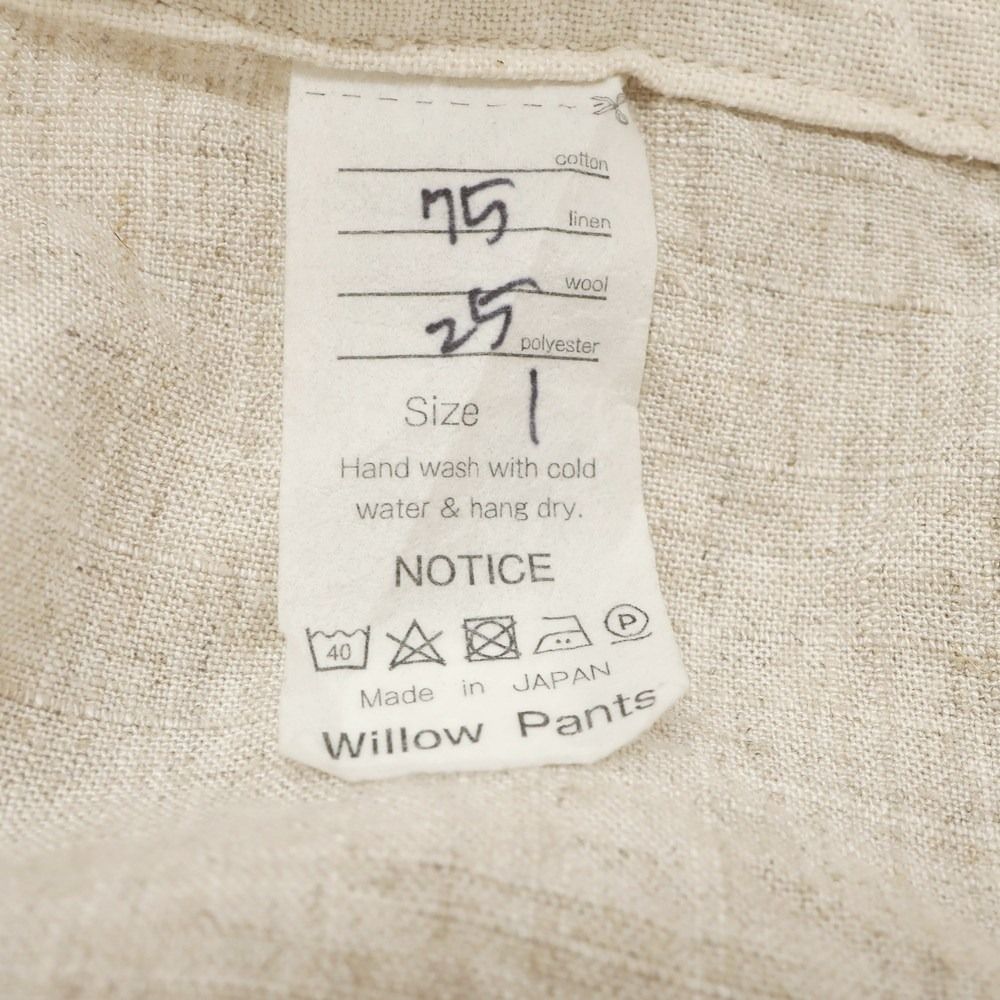 cotton
75 linen
wool
25 polyester
Size 1
Hand wash with cold
water & hang dry.
NOTICE
40 P
Made in JAPAN
Willow Pants